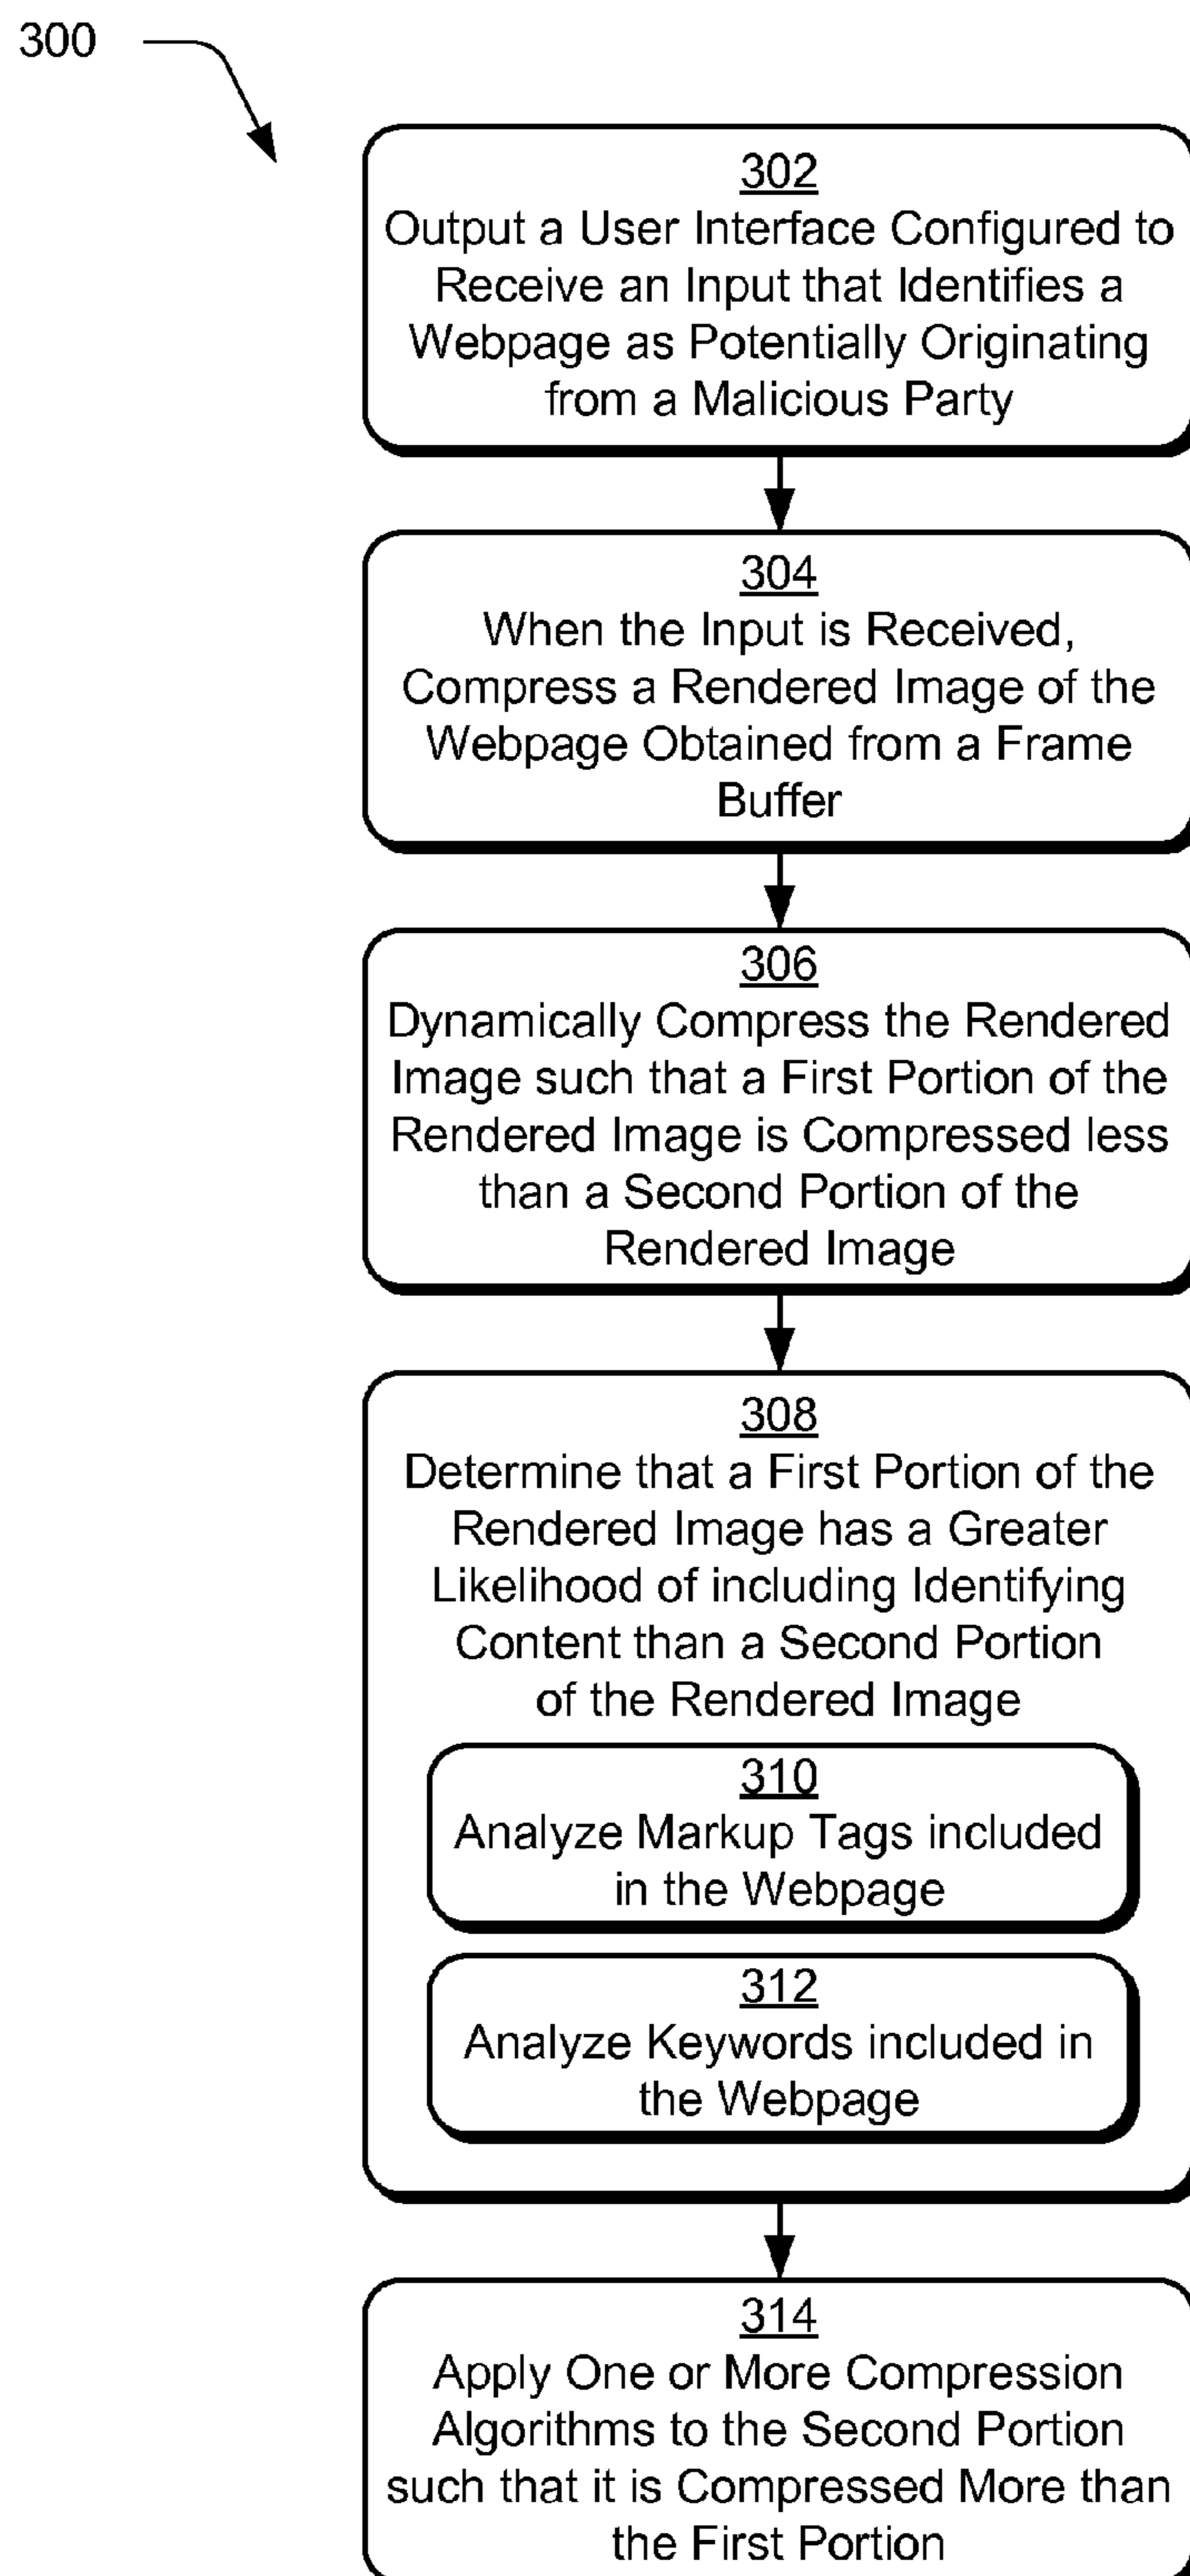 300
302
Output a User Interface Configured to
Receive an Input that Identifies a
Webpage as Potentially Originating
from a Malicious Party
304
When the Input is Received,
Compress a Rendered Image of the
Webpage Obtained from a Frame
Buffer
306
Dynamically Compress the Rendered
Image such that a First Portion of the
Rendered Image is Compressed less
than a Second Portion of the
Rendered Image
308
Determine that a First Portion of the
Rendered Image has a Greater
Likelihood of including Identifying
Content than a Second Portion
of the Rendered Image
310
Analyze Markup Tags included
in the Webpage
312
Analyze Keywords included in
the Webpage
314
Apply One or More Compression
Algorithms to the Second Portion
such that it is Compressed More than
the First Portion